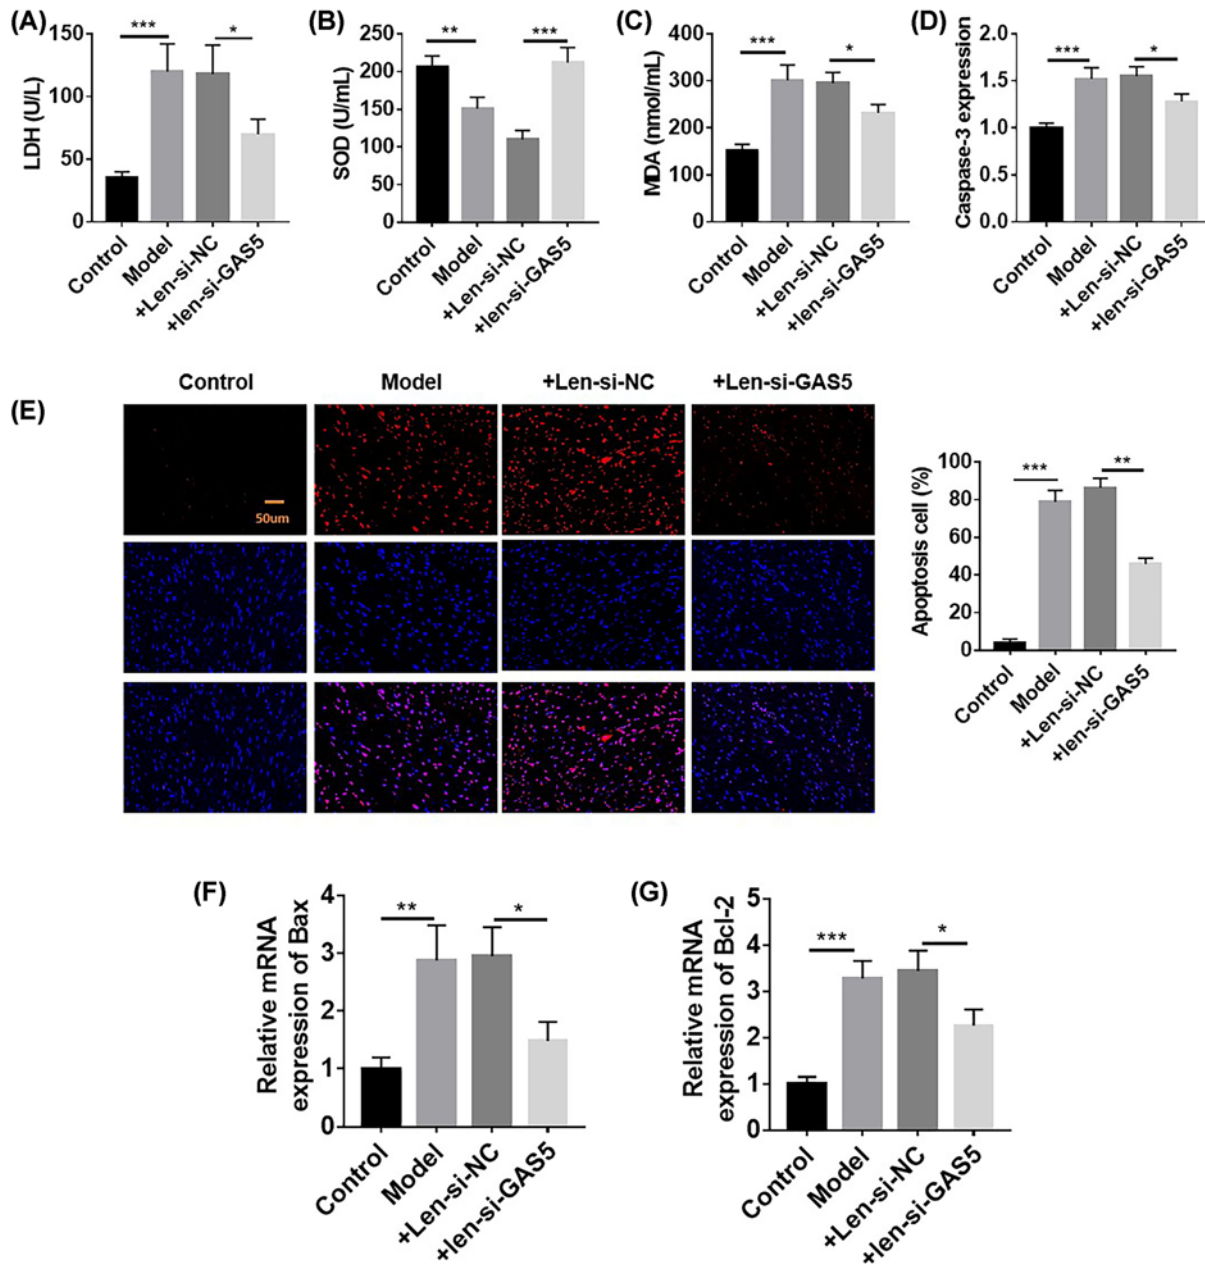 (A)
LDH (U/L)
150
100
50
0
***
*
Control
Model
+Len-si-NC
+len-si-GAS5
(B)
SOD (U/mL)
250
200
150
100
50
0
**
***
Control
Model
+Len-si-NC
+len-si-GAS5
(C)
MDA (nmol/mL)
400
300
200
100
0
***
*
Control
Model
+Len-si-NC
+len-si-GAS5
(D)
Caspase-3 expression
2.0
1.5
1.0
0.5
0.0
***
*
Control
Model
+Len-si-NC
+len-si-GAS5
(E)
Control
Model
+Len-si-NC
+Len-si-GAS5
50um
Apoptosis cell (%)
100
80
60
40
20
0
***
**
Control
Model
+Len-si-NC
+len-si-GAS5
(F)
Relative mRNA
expression of Bax
4
3
2
1
0
**
*
Control
Model
+Len-si-NC
+len-si-GAS5
(G)
Relative mRNA
expression of Bcl-2
5
4
3
2
1
0
***
*
Control
Model
+Len-si-NC
+len-si-GAS5